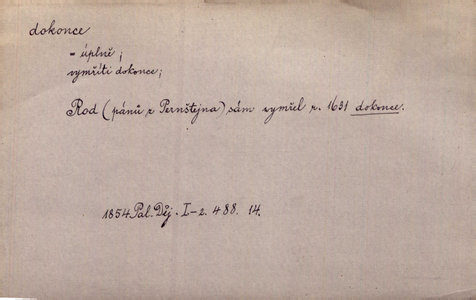 dokonce
- úplně;
vymříti dokonce;
Rod (pánů z Pernštejna) sám vymřel r. 1631 dokonce.
1854 Pal. Děj. I-2. 488. 14.